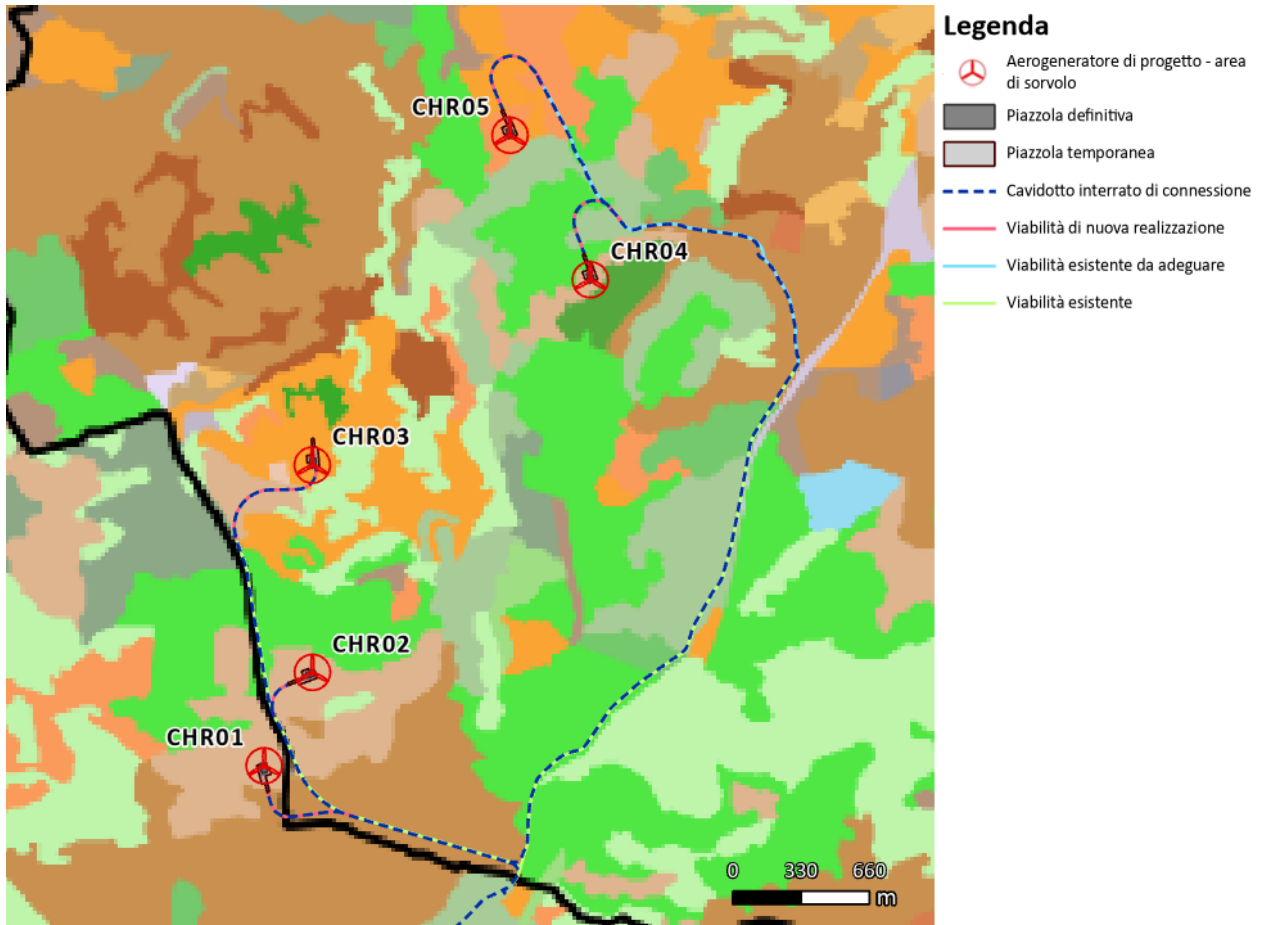 Legenda
Aerogeneratore di progetto - area
di sorvolo
Piazzola definitiva
Piazzola temporanea
Cavidotto interrato di connessione
Viabilità di nuova realizzazione
Viabilità esistente da adeguare
Viabilità esistente
CHR05
CHR04
CHR03
CHR02
CHR01
0 330 660
m